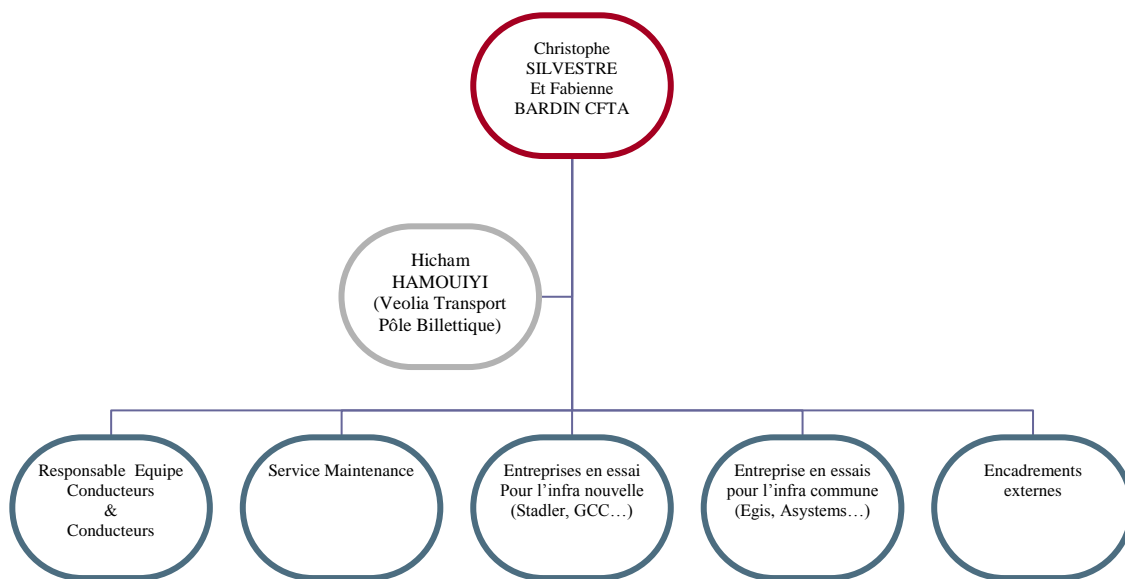 Christophe
SILVESTRE
Et Fabienne
BARDIN CFTA
Hicham
HAMOUIYI
(Veolia Transport
Pôle Billettique)
Responsable Equipe
Conducteurs
&
Conducteurs
Service Maintenance
Entreprises en essai
Pour l’infra nouvelle
(Stadler, GCC…)
Entreprise en essais
pour l’infra commune
(Egis, Asystems…)
Encadrements
externes